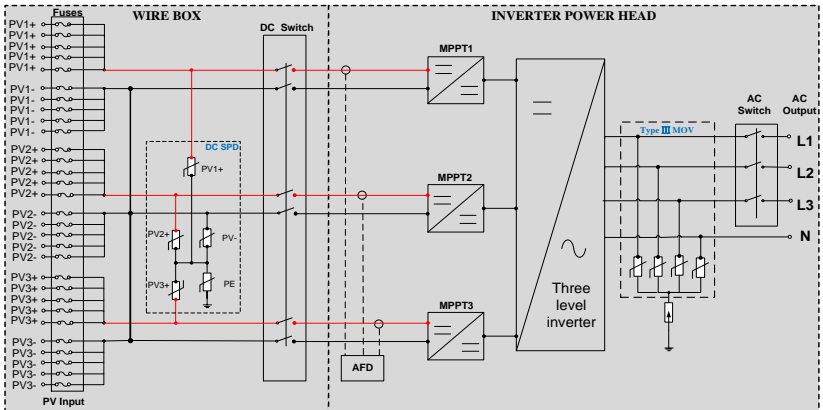 Fuses
WIRE BOX
DC Switch
INVERTER POWER HEAD
PV1+
PV1+
PV1+
PV1+
PV1+
PV1-
PV1-
PV1-
PV1-
PV1-
PV2+
PV2+
PV2+
PV2+
PV2+
PV2-
PV2-
PV2-
PV2-
PV2-
PV3+
PV3+
PV3+
PV3+
PV3+
PV3-
PV3-
PV3-
PV3-
PV3-
PV Input
DC SPD
PV1+
PV2+
PV-
PV3+
PE
AFD
MPPT1
MPPT2
MPPT3
Three
level
inverter
Type III MOV
AC
Switch
AC
Output
L1
L2
L3
N